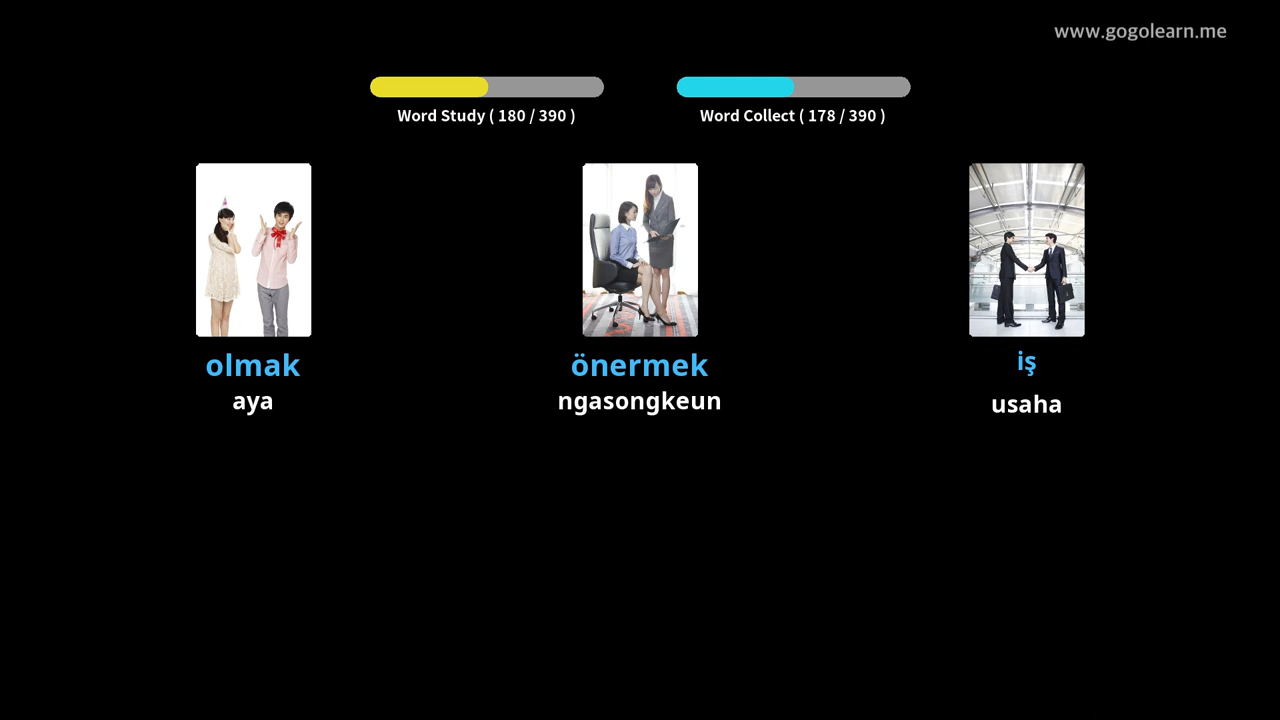 www.gogolearn.me
Word Study ( 180 / 390 )
Word Collect ( 178 / 390 )
olmak
aya
önermek
ngasongkeun
iş
usaha